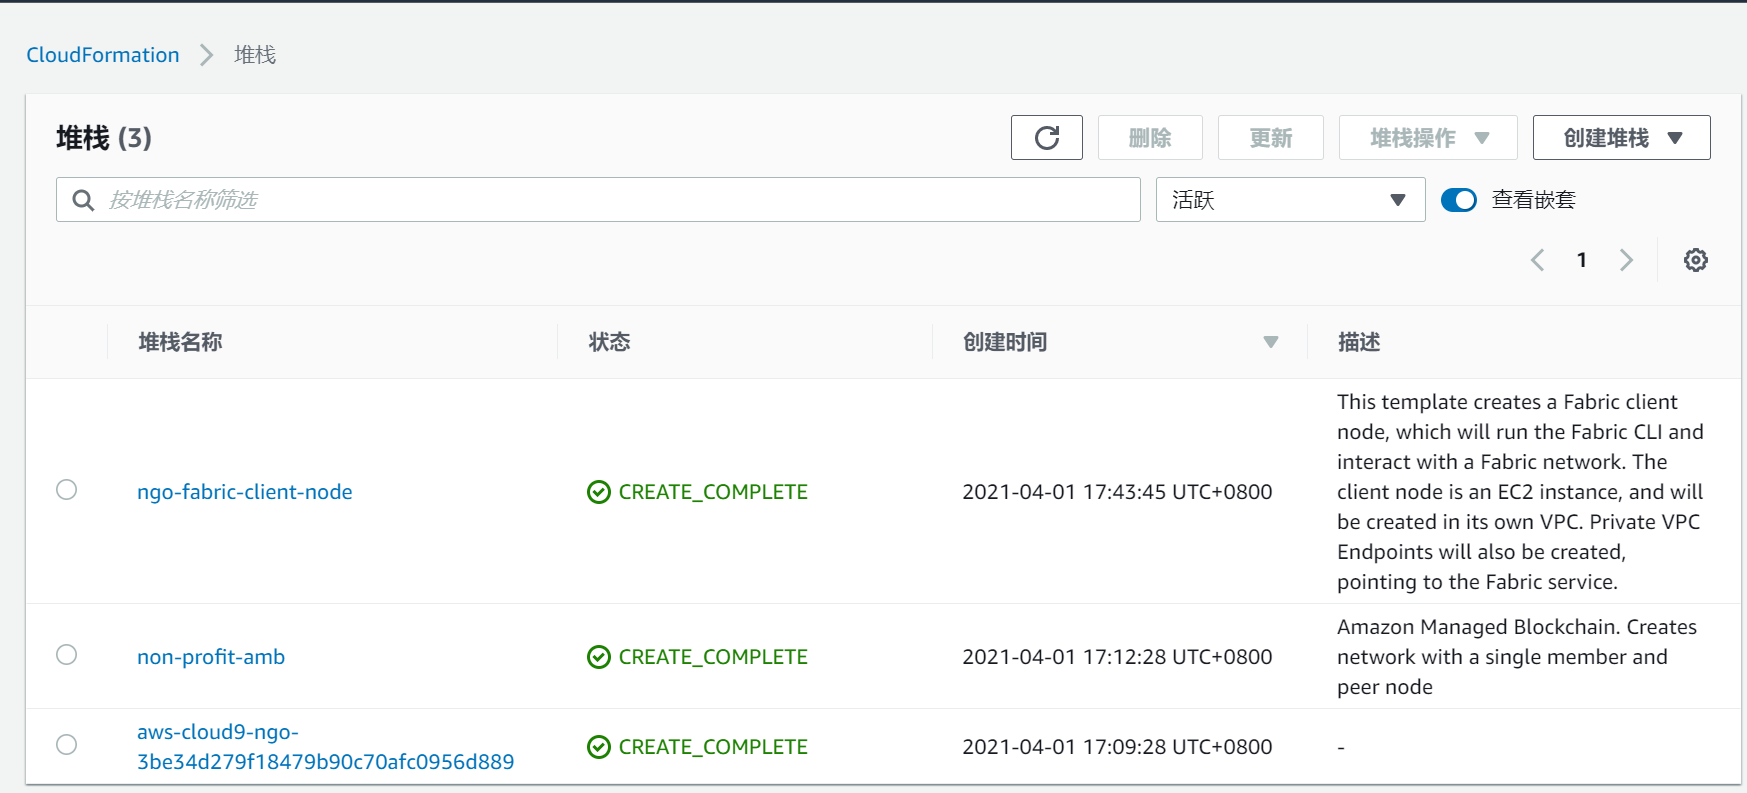 CloudFormation > 堆栈
堆栈 (3)
删除
更新
堆栈操作
创建堆栈
按堆栈名称筛选
活跃
查看嵌套
1
堆栈名称
状态
创建时间
描述
ngo-fabric-client-node
CREATE_COMPLETE
2021-04-01 17:43:45 UTC+0800
This template creates a Fabric client
node, which will run the Fabric CLI and
interact with a Fabric network. The
client node is an EC2 instance, and will
be created in its own VPC. Private VPC
Endpoints will also be created,
pointing to the Fabric service.
non-profit-amb
CREATE_COMPLETE
2021-04-01 17:12:28 UTC+0800
Amazon Managed Blockchain. Creates
network with a single member and
peer node
aws-cloud9-ngo-
3be34d279f18479b90c70afc0956d889
CREATE_COMPLETE
2021-04-01 17:09:28 UTC+0800
-